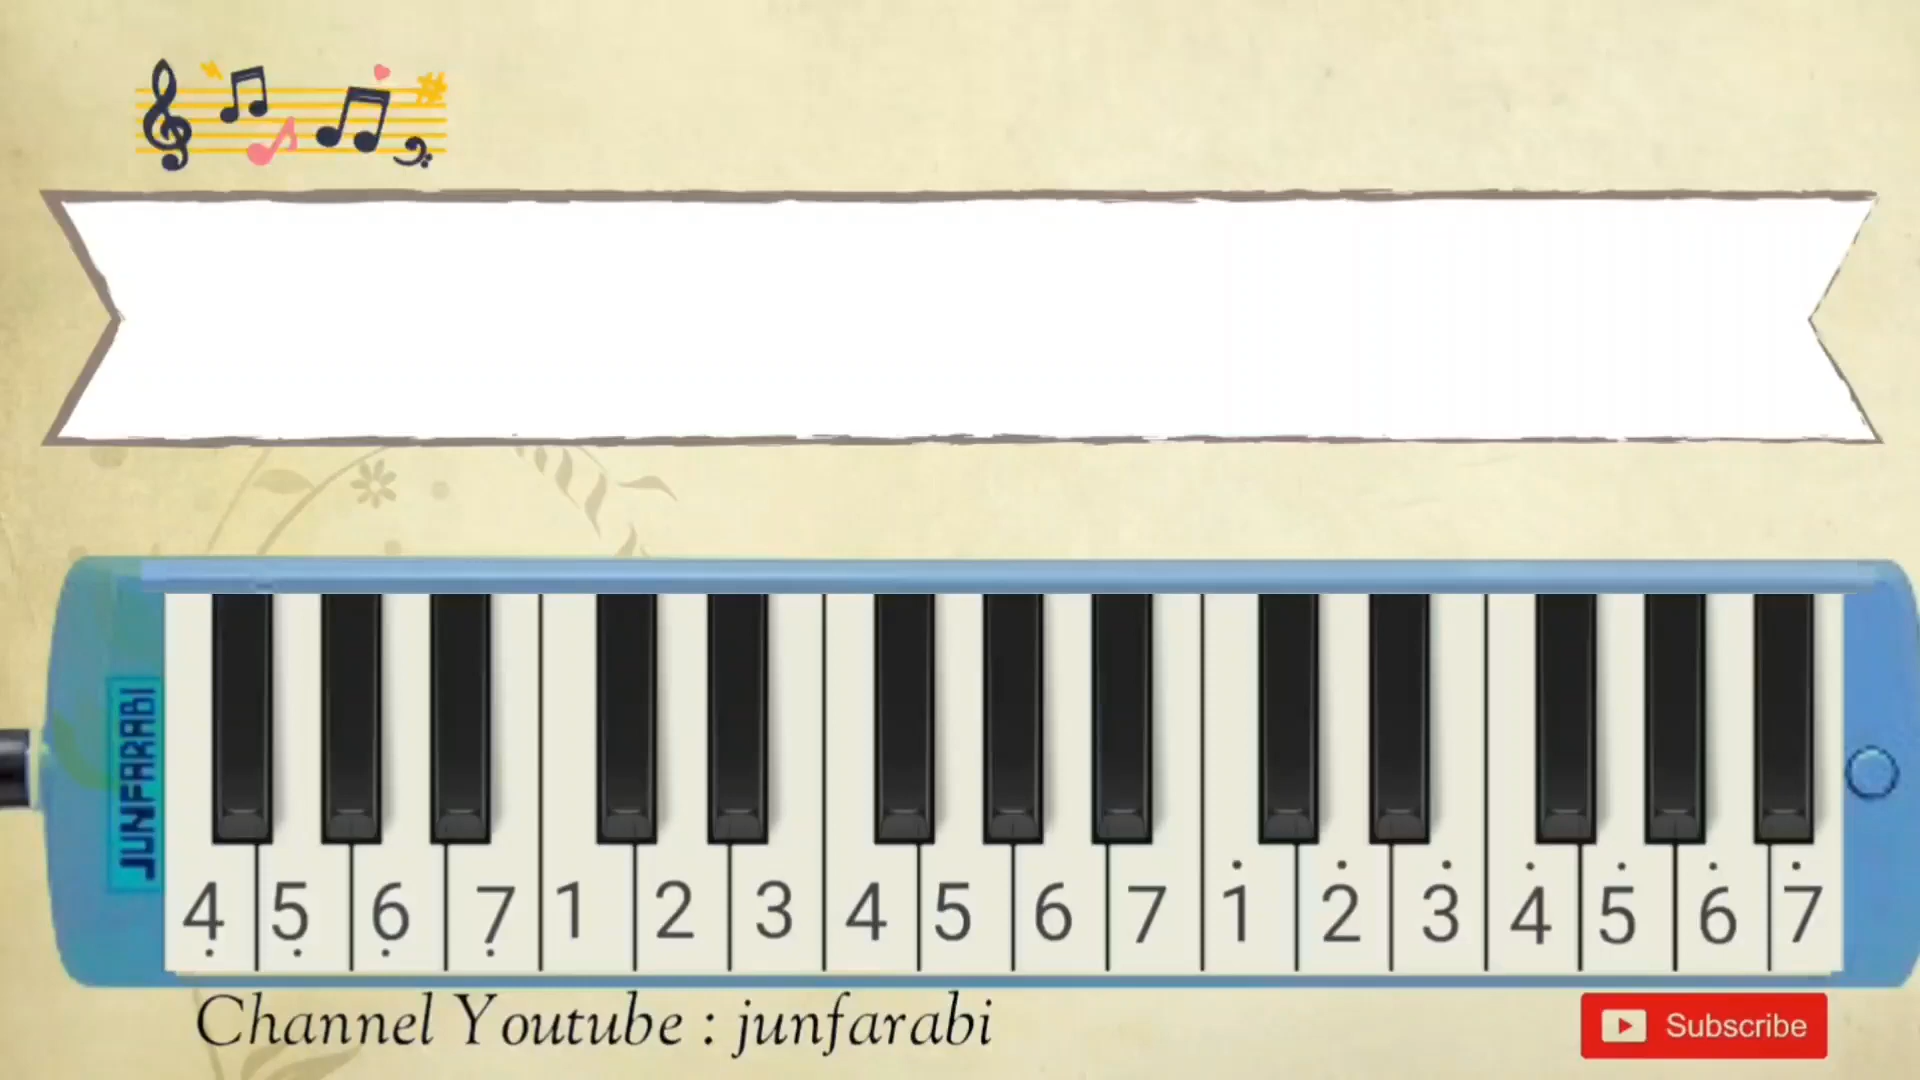 JUNFARABI
4̣ 5̣ 6̣ 7̣ 1 2 3 4 5 6 7 1̇ 2̇ 3̇ 4̇ 5̇ 6̇ 7̇
Channel Youtube : junfarabi
Subscribe